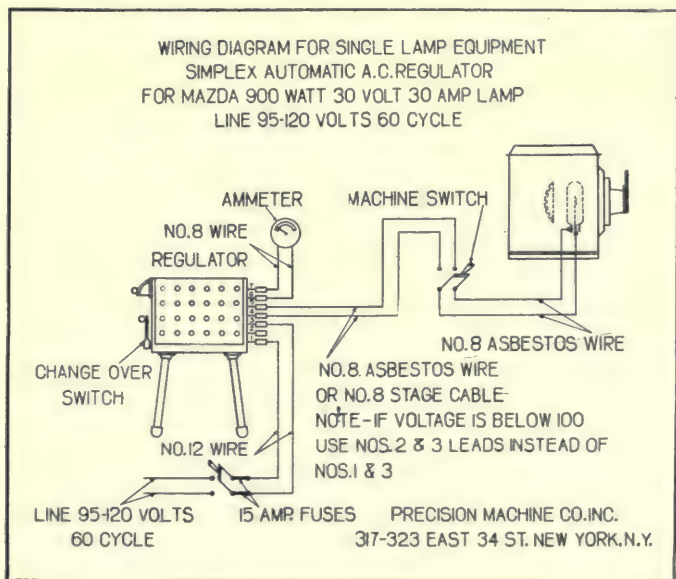 WIRING DIAGRAM FOR SINGLE LAMP EQUIPMENT
SIMPLEX AUTOMATIC A.C. REGULATOR
FOR MAZDA 900 WATT 30 VOLT 30 AMP LAMP
LINE 95-120 VOLTS 60 CYCLE
AMMETER
MACHINE SWITCH
NO.8 WIRE
REGULATOR
CHANGE OVER
SWITCH
NO.8 ASBESTOS WIRE
NO.8 ASBESTOS WIRE
OR NO.8 STAGE CABLE
NOTE-IF VOLTAGE IS BELOW 100
USE NOS.2 & 3 LEADS INSTEAD OF
NOS.1 & 3
NO.12 WIRE
LINE 95-120 VOLTS
60 CYCLE
15 AMP. FUSES
PRECISION MACHINE CO.INC.
317-323 EAST 34 ST. NEW YORK, N.Y.